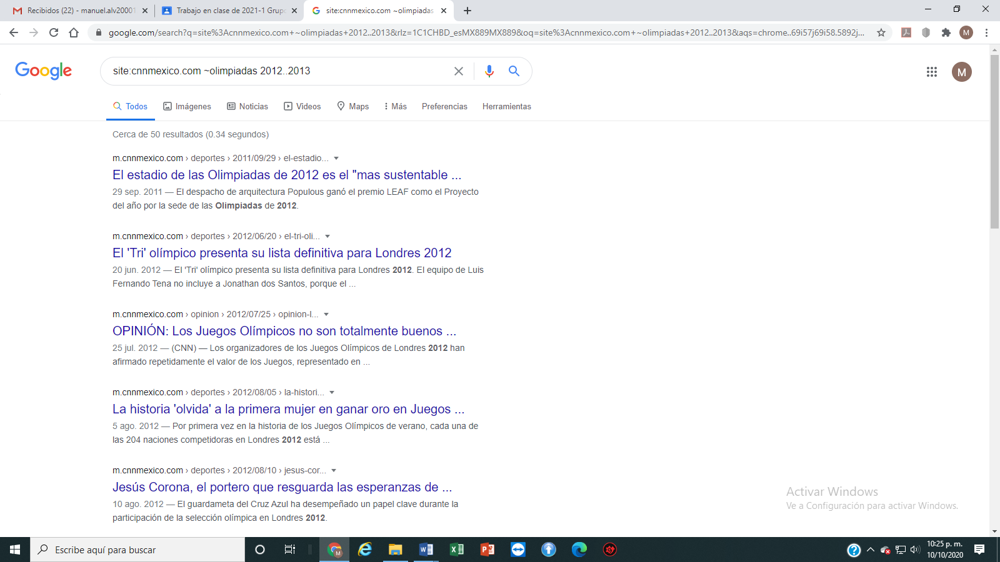 Recibidos (22) - manuel.alv20001
Trabajo en clase de 2021-1 Grupo
site:cnnmexico.com ~olimpiadas
google.com/search?q=site%3Acnnmexico.com+~olimpiadas+2012..2013&rlz=1C1CHBD_esMX889MX889&oq=site%3Acnnmexico.com+~olimpiadas+2012..2013&aqs=chrome..69i57j69i58.5892j...
M
Google
site:cnnmexico.com ~olimpiadas 2012..2013
M
Todos
Imágenes
Noticias
Videos
Maps
Más
Preferencias
Herramientas
Cerca de 50 resultados (0.34 segundos)
m.cnnmexico.com › deportes › 2011/09/29 › el-estadio...
El estadio de las Olimpiadas de 2012 es el "mas sustentable ...
29 sep. 2011 — El despacho de arquitectura Populous ganó el premio LEAF como el Proyecto
del año por la sede de las Olimpiadas de 2012.
m.cnnmexico.com › deportes › 2012/06/20 › el-tri-oli...
El 'Tri' olímpico presenta su lista definitiva para Londres 2012
20 jun. 2012 — El 'Tri' olímpico presenta su lista definitiva para Londres 2012. El equipo de Luis
Fernando Tena no incluye a Jonathan dos Santos, porque el ...
m.cnnmexico.com › opinion › 2012/07/25 › opinion-l...
OPINIÓN: Los Juegos Olímpicos no son totalmente buenos ...
25 jul. 2012 — (CNN) — Los organizadores de los Juegos Olímpicos de Londres 2012 han
afirmado repetidamente el valor de los Juegos, representado en ...
m.cnnmexico.com › deportes › 2012/08/05 › la-histori...
La historia 'olvida' a la primera mujer en ganar oro en Juegos ...
5 ago. 2012 — Por primera vez en la historia de los Juegos Olímpicos de verano, cada una de
las 204 naciones competidoras en Londres 2012 está ...
m.cnnmexico.com › deportes › 2012/08/10 › jesus-cor...
Jesús Corona, el portero que resguarda las esperanzas de ...
10 ago. 2012 — El guardameta del Cruz Azul ha desempeñado un papel clave durante la
participación de la selección olímpica en Londres 2012.
Activar Windows
Ve a Configuración para activar Windows.
Escribe aquí para buscar
10:25 p. m.
10/10/2020